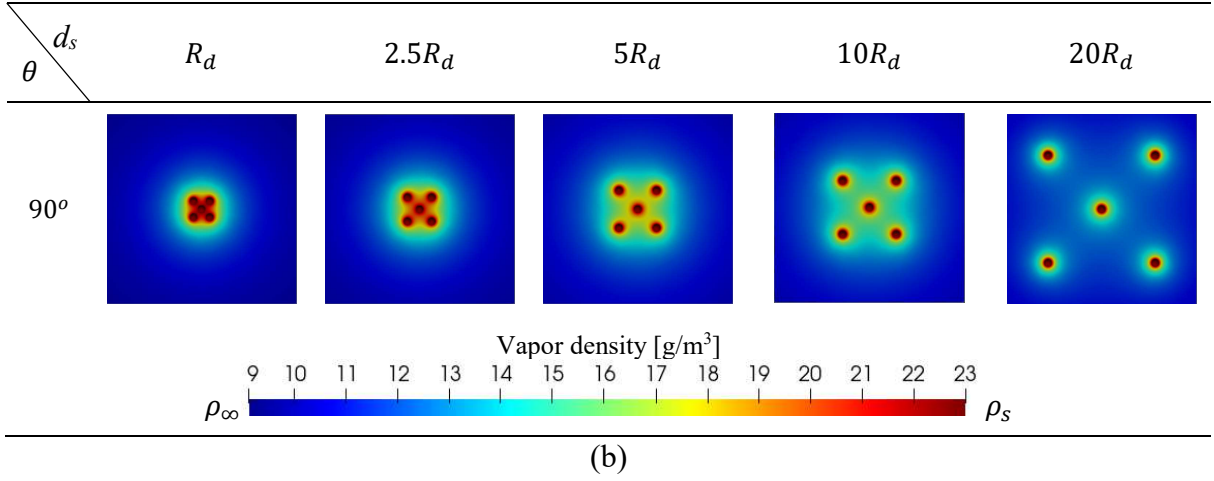 d_s
θ
R_d 2.5R_d 5R_d 10R_d 20R_d
90^o
Vapor density [g/m^3]
9 10 11 12 13 14 15 16 17 18 19 20 21 22 23
ρ_∞ ρ_s
(b)